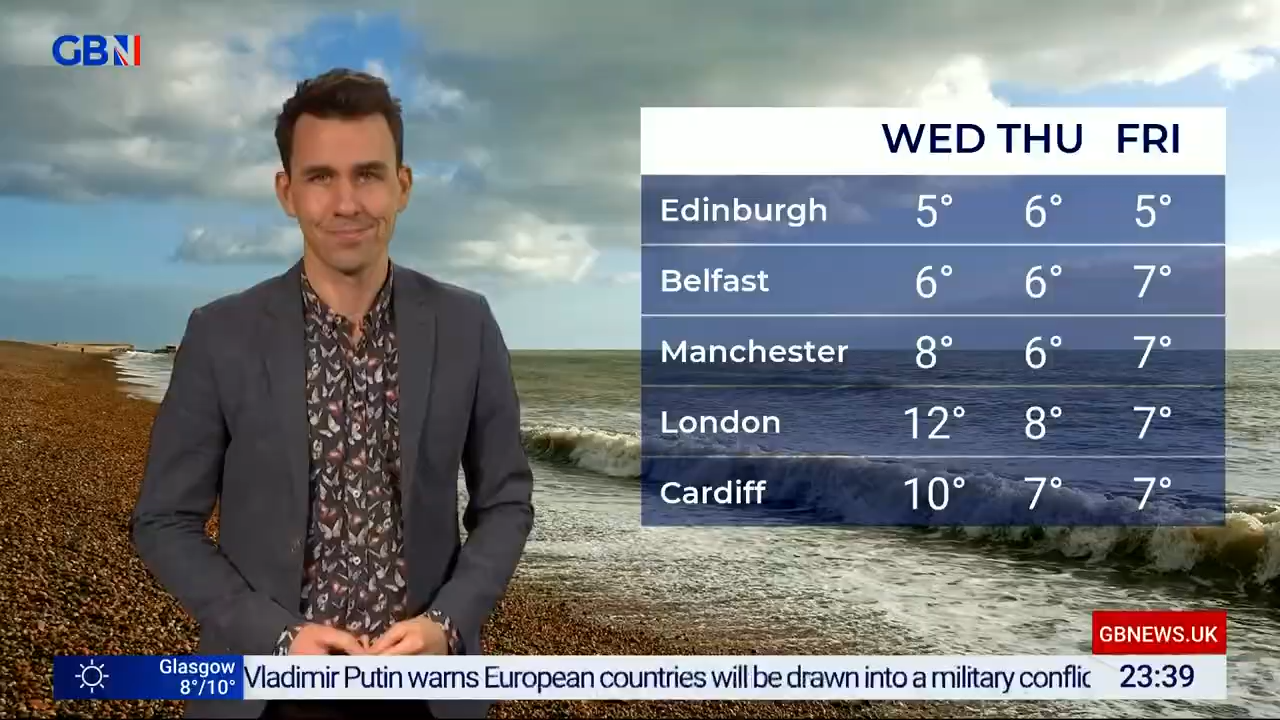 GBN
WED THU FRI
Edinburgh 5° 6° 5°
Belfast 6° 6° 7°
Manchester 8° 6° 7°
London 12° 8° 7°
Cardiff 10° 7° 7°
GBNEWS.UK
Glasgow
8°/10°
Vladimir Putin warns European countries will be drawn into a military conflic
23:39